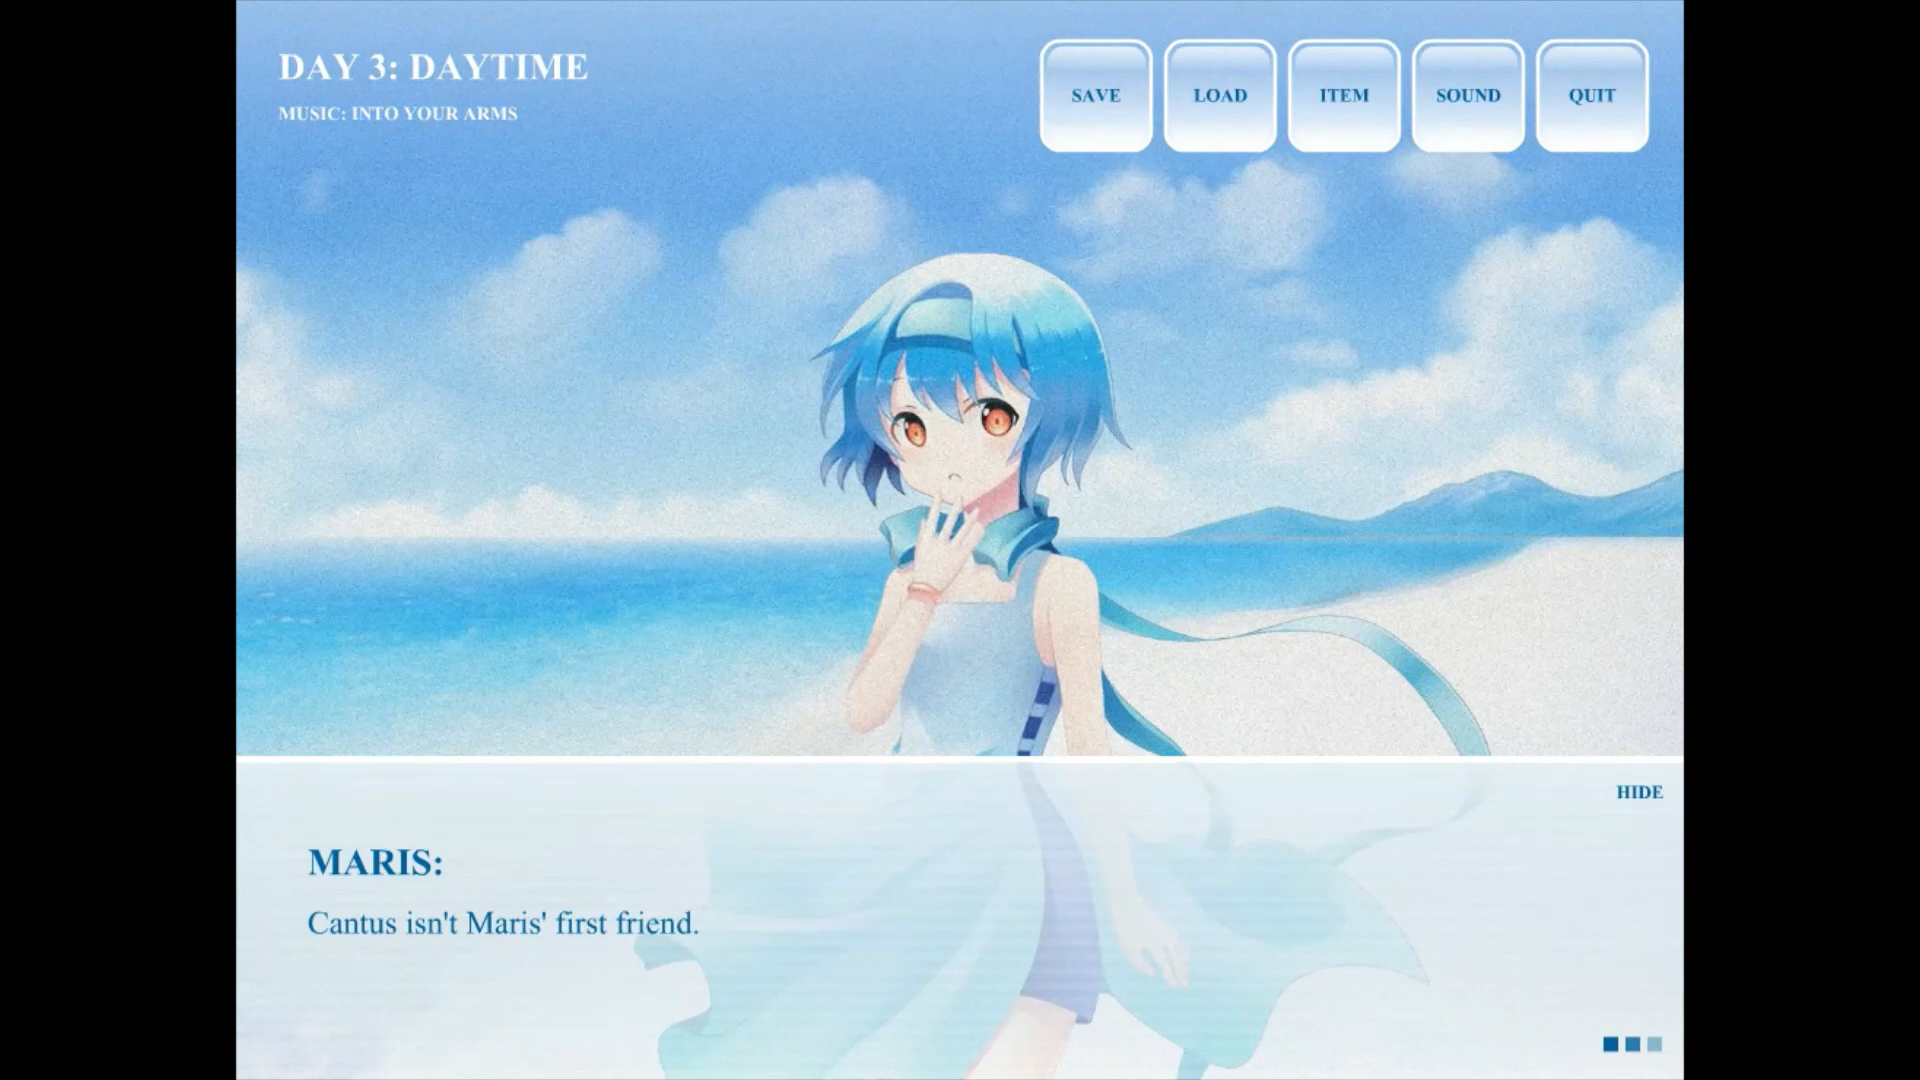 DAY 3: DAYTIME
MUSIC: INTO YOUR ARMS
SAVE
LOAD
ITEM
SOUND
QUIT
HIDE
MARIS:
Cantus isn't Maris' first friend.